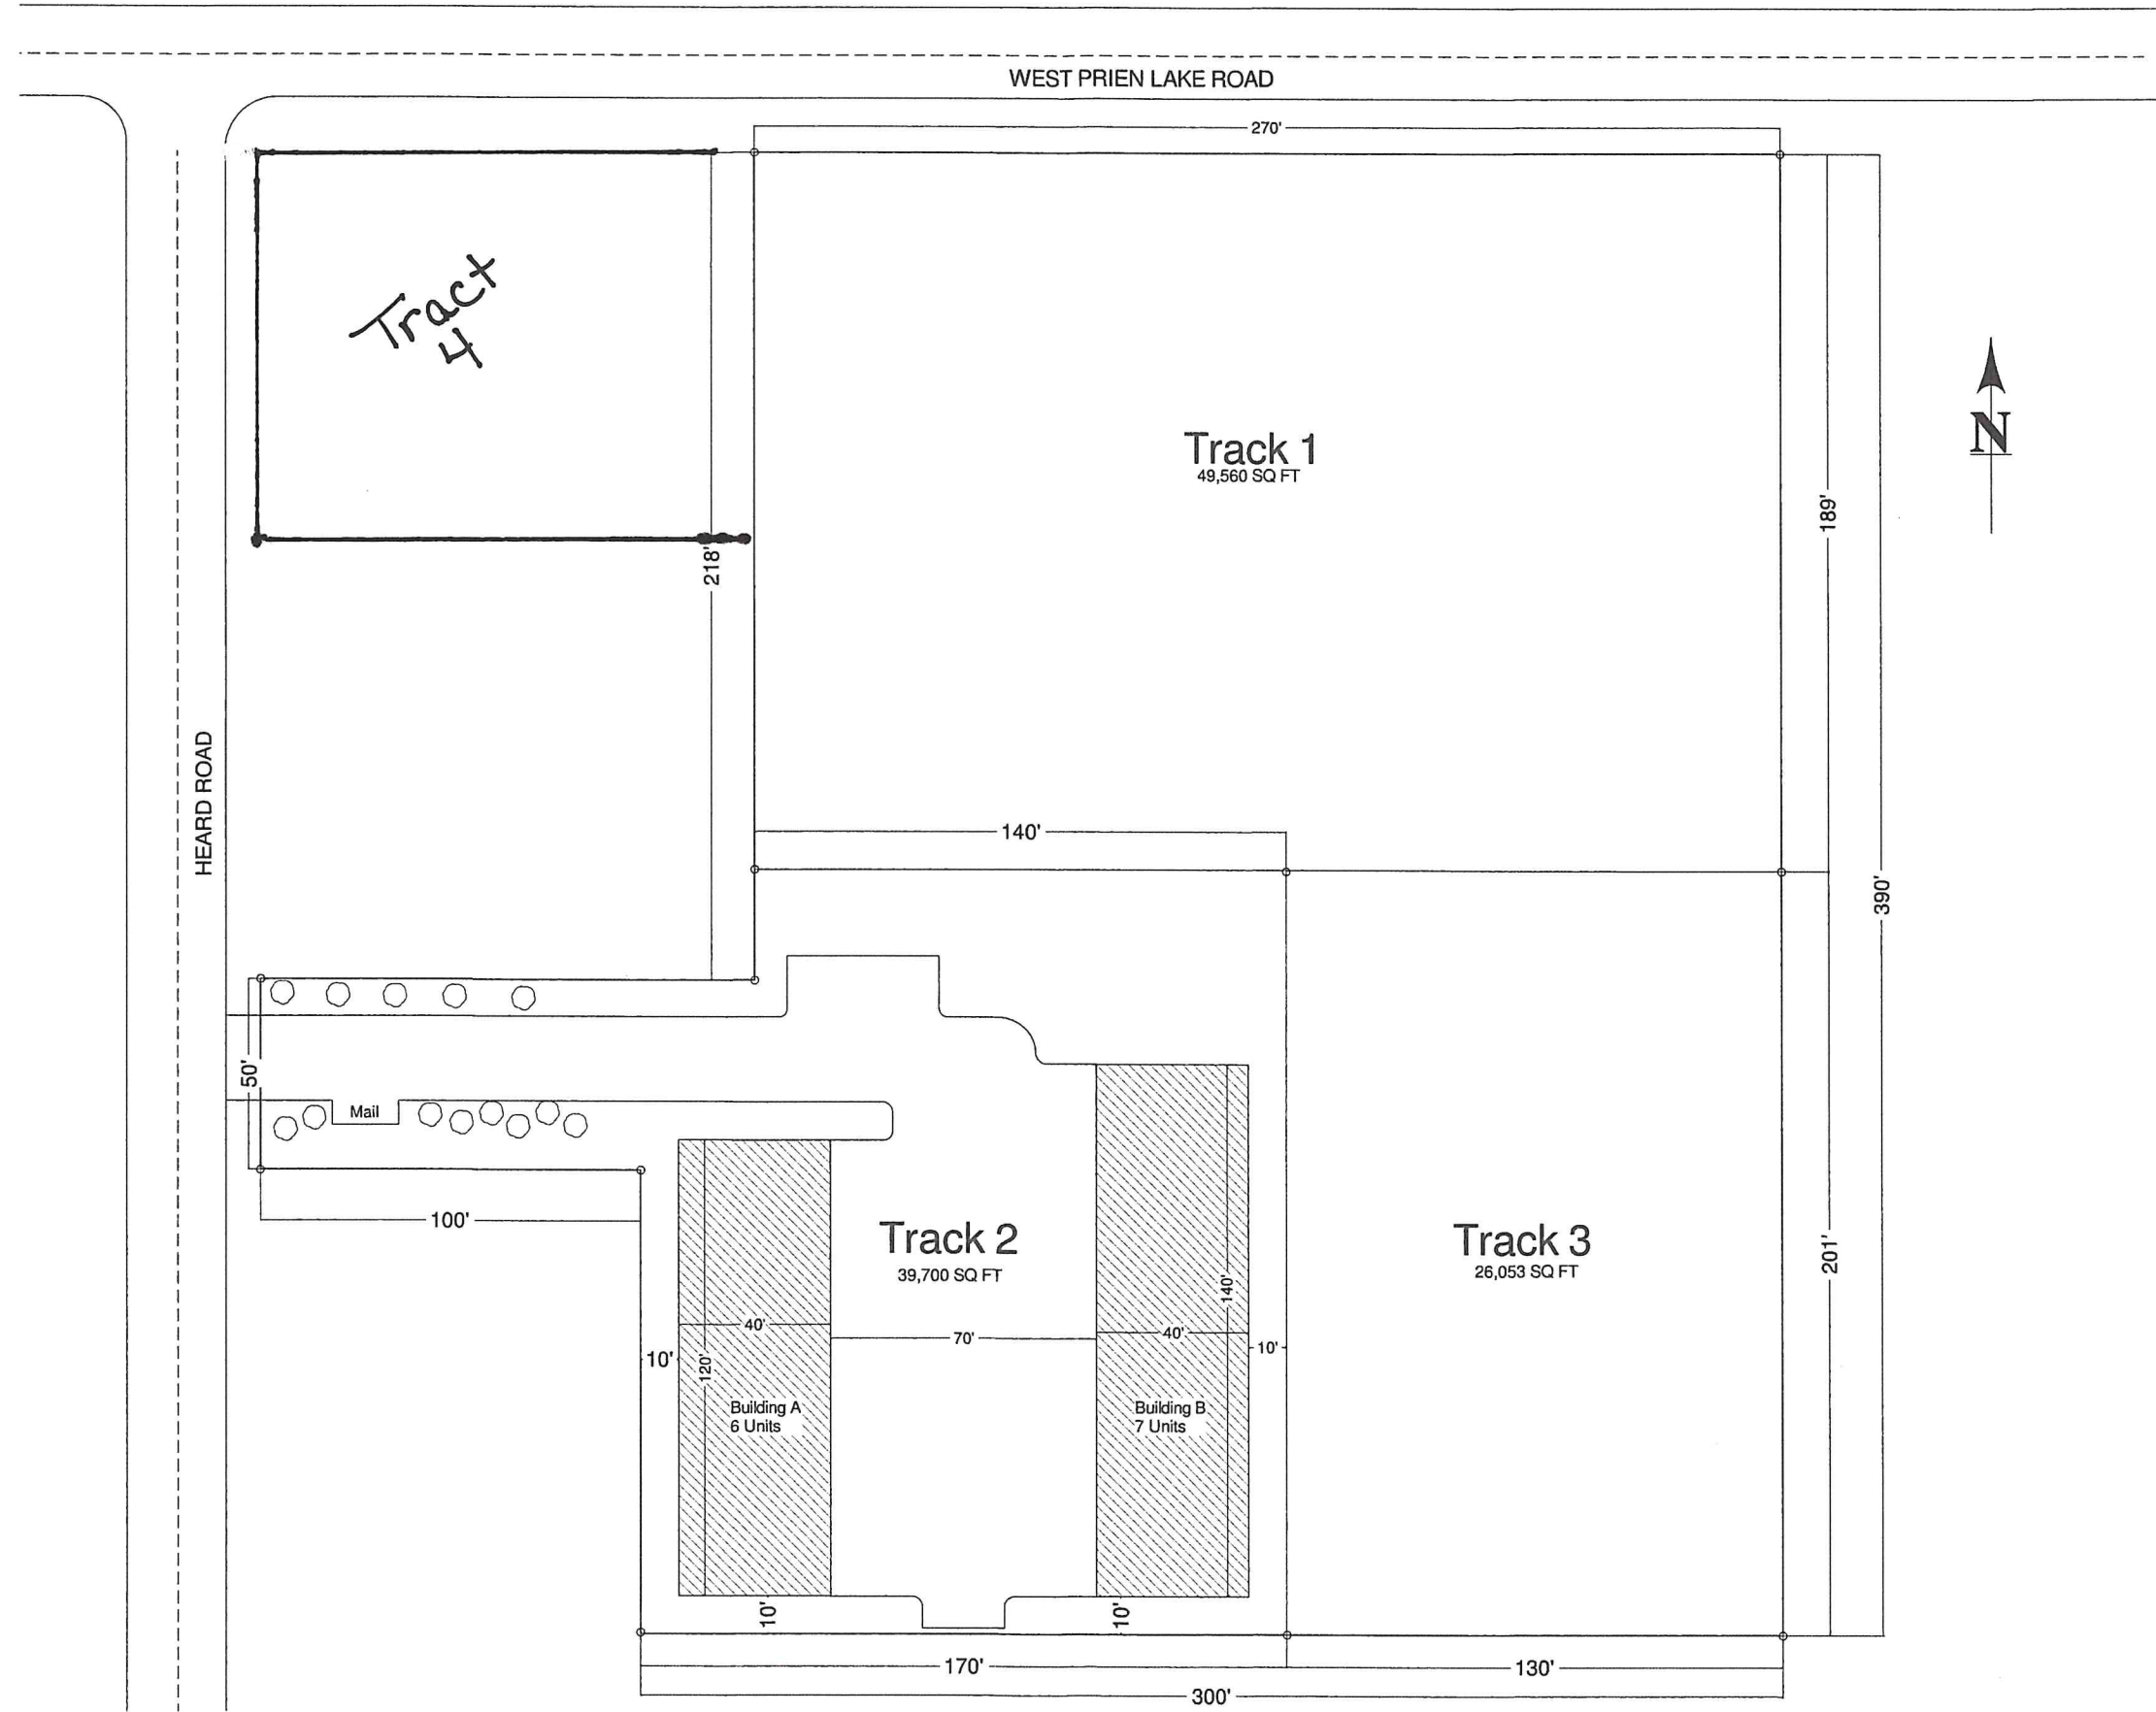 WEST PRIEN LAKE ROAD
270'
Tract
4
Track 1
49,560 SQ FT
N
189'
218'
HEARD ROAD
140'
390'
50'
Mail
100'
Track 2
39,700 SQ FT
Track 3
26,053 SQ FT
201'
140'
40'
70'
40'
10'
10'
120'
Building A
6 Units
Building B
7 Units
10'
10'
170'
130'
300'